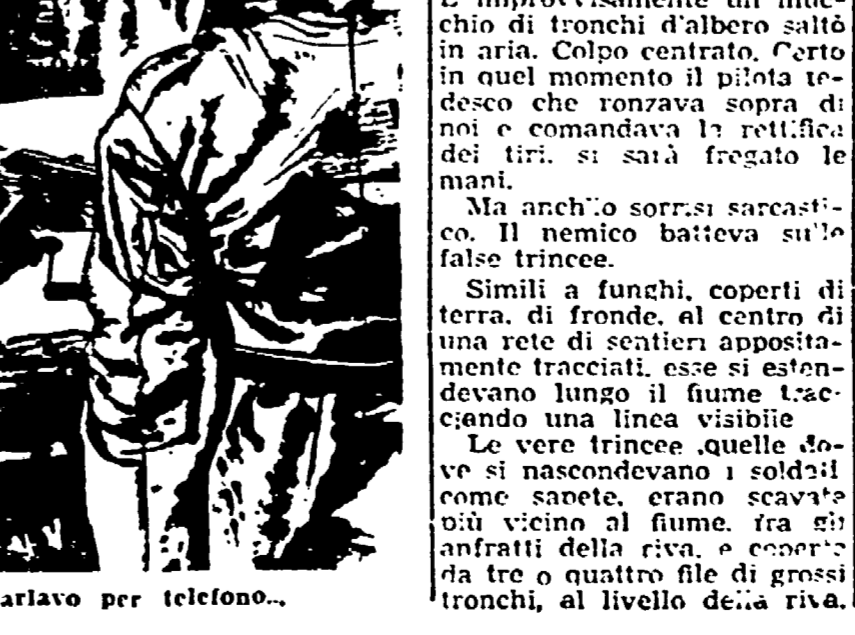 E improvvisamente un muc-
chio di tronchi d'albero saltò
in aria. Colpo centrato. Certo
in quel momento il pilota te-
desco che ronzava sopra di
noi e comandava la rettifica
dei tiri. si sarà fregato le
mani.
Ma anch'io sorrisi sarcasti-
co. Il nemico batteva sulle
false trincee.
Simili a funghi, coperti di
terra, di fronde, al centro di
una rete di sentieri apposita-
mente tracciati, esse si esten-
devano lungo il fiume trac-
ciando una linea visibile
Le vere trincee ,quelle do-
ve si nascondevano i soldati
come sapete, erano scavate
più vicino al fiume, fra gli
anfratti della riva, e coperte
da tre o quattro file di grossi
tronchi, al livello della riva.
arlavo per telefono...